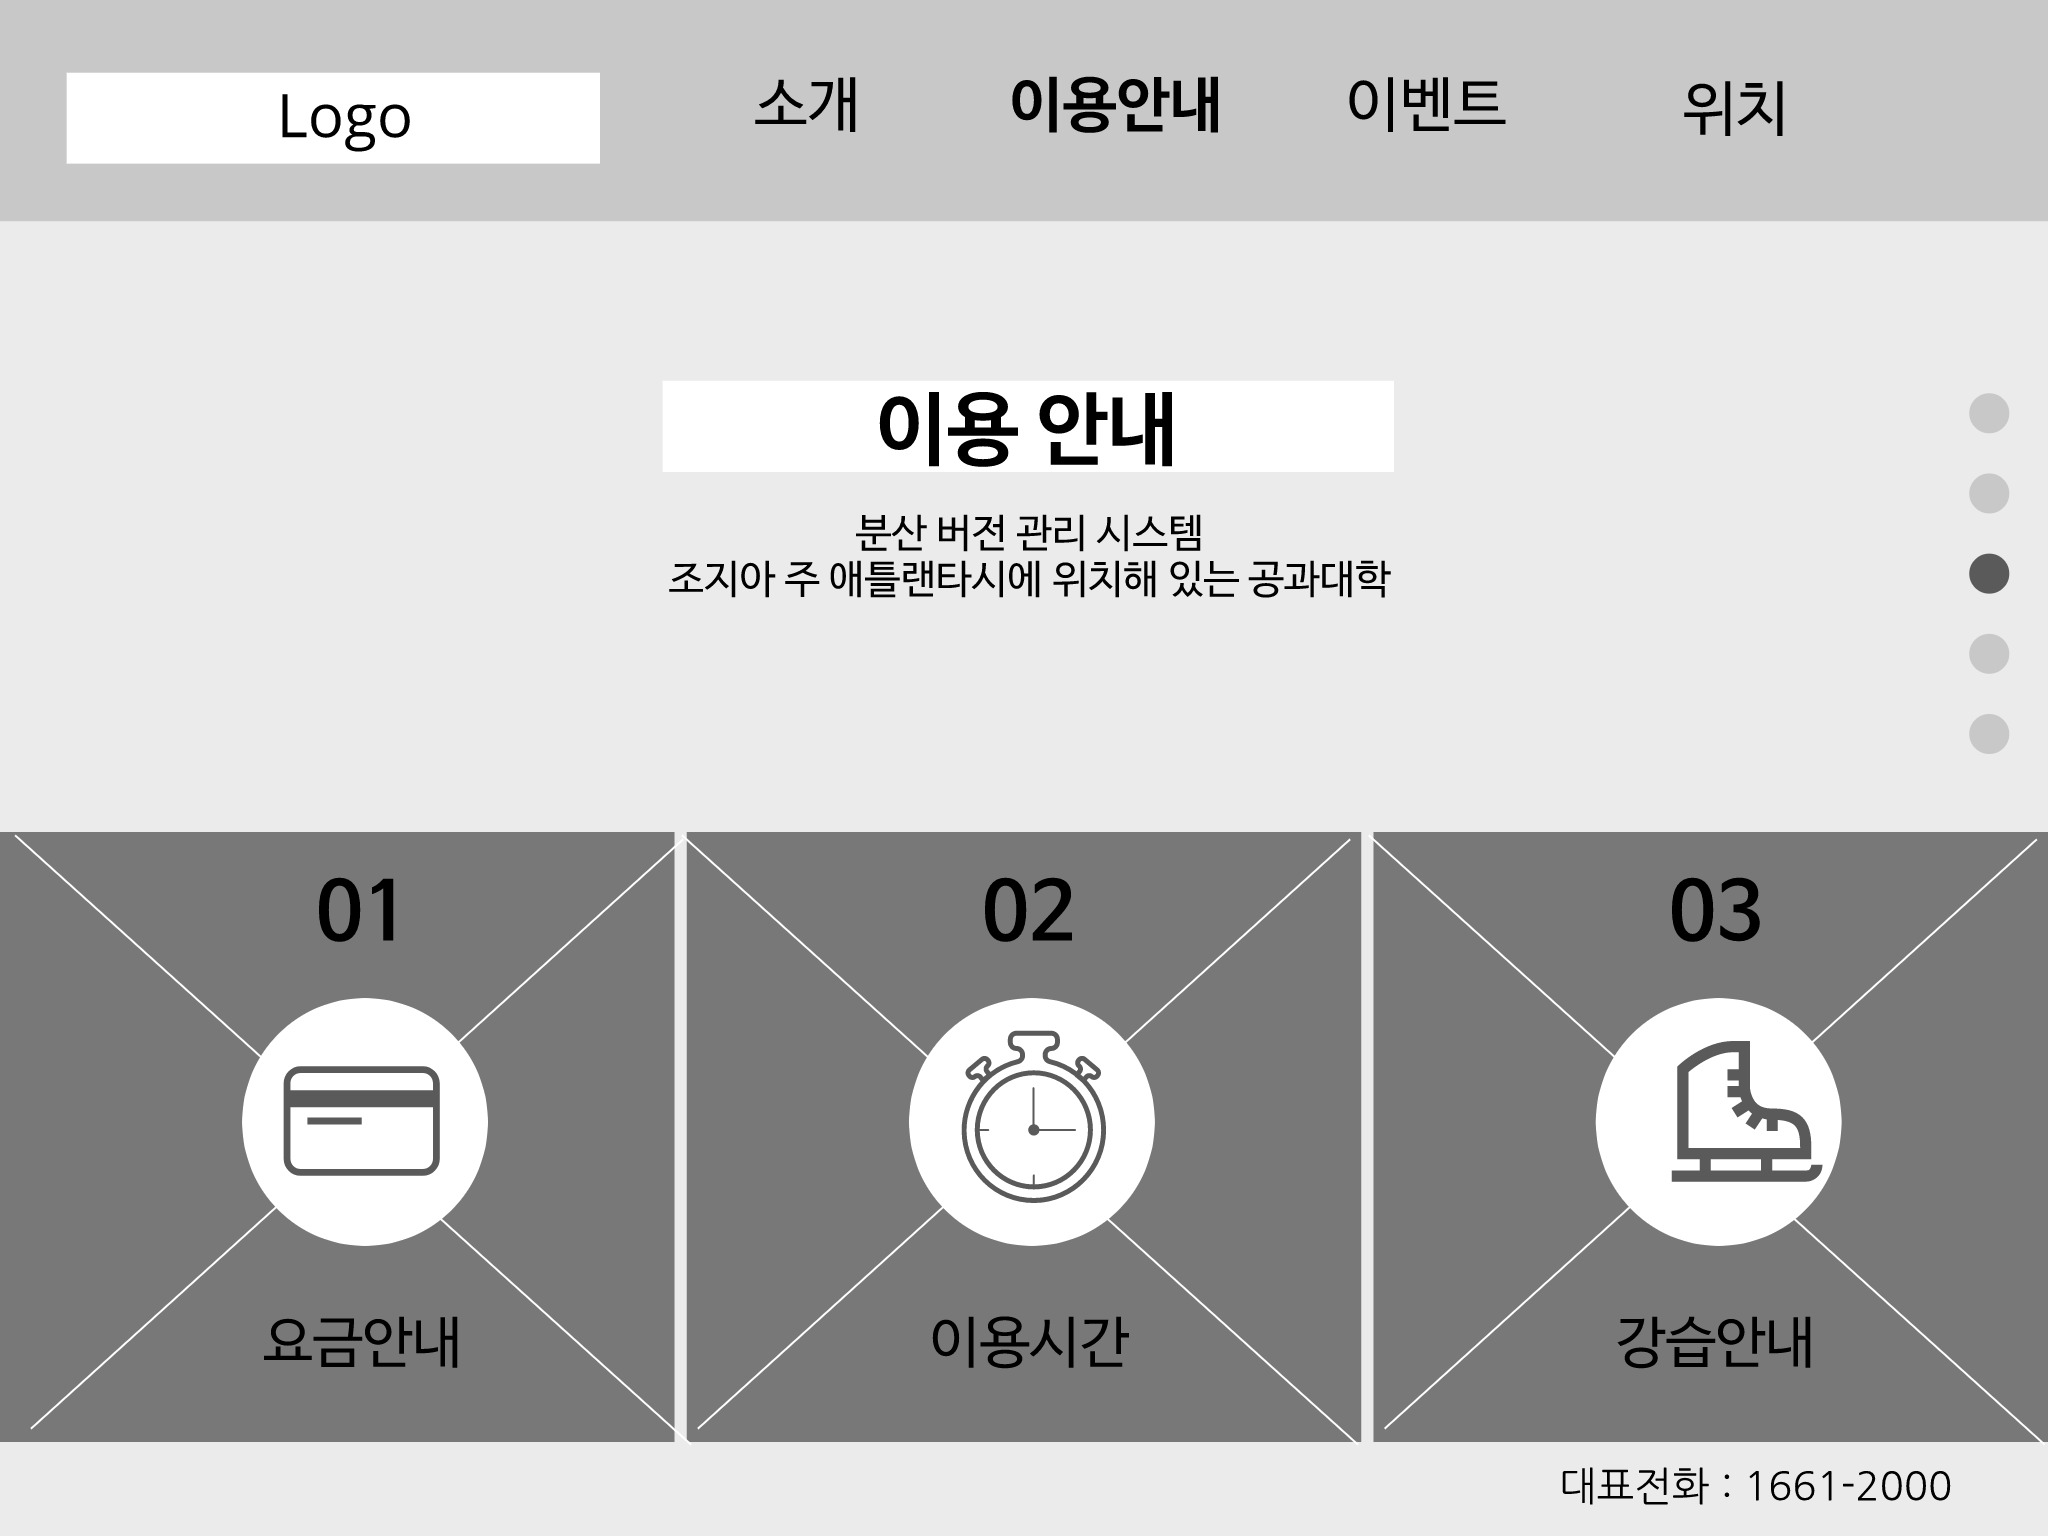 Logo
소개
이용안내
이벤트
위치
이용 안내
분산 버전 관리 시스템
조지아 주 애틀랜타시에 위치해 있는 공과대학
01
02
03
요금안내
이용시간
강습안내
대표전화 : 1661-2000